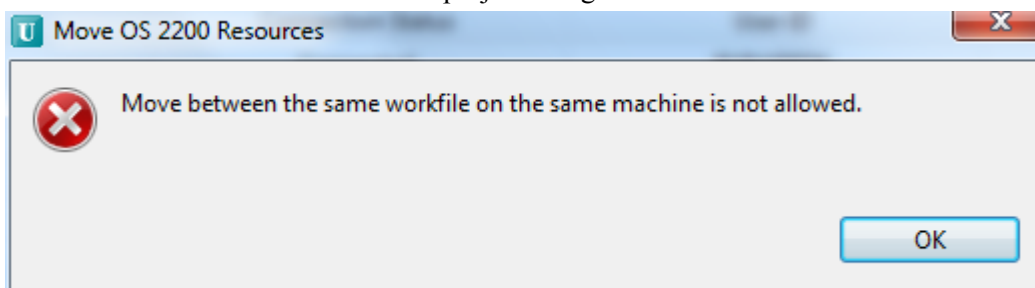 U Move OS 2200 Resources
Move between the same workfile on the same machine is not allowed.
OK